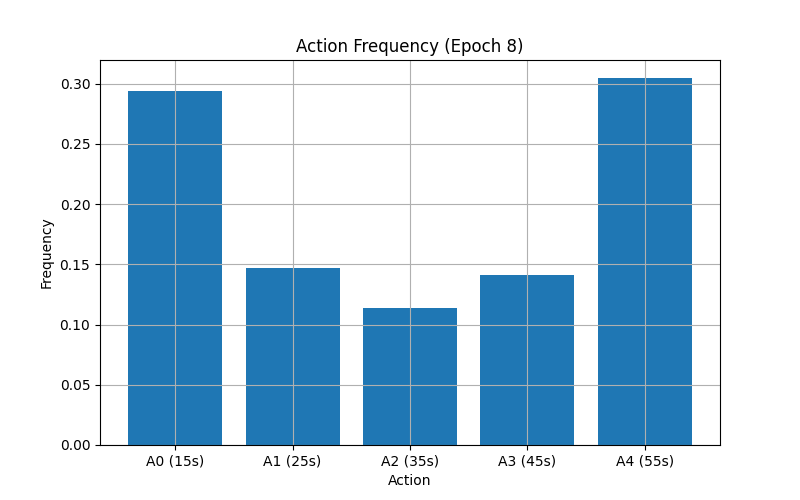 Action Frequency (Epoch 8)
Frequency
0.30
0.25
0.20
0.15
0.10
0.05
0.00
A0 (15s) A1 (25s) A2 (35s) A3 (45s) A4 (55s)
Action